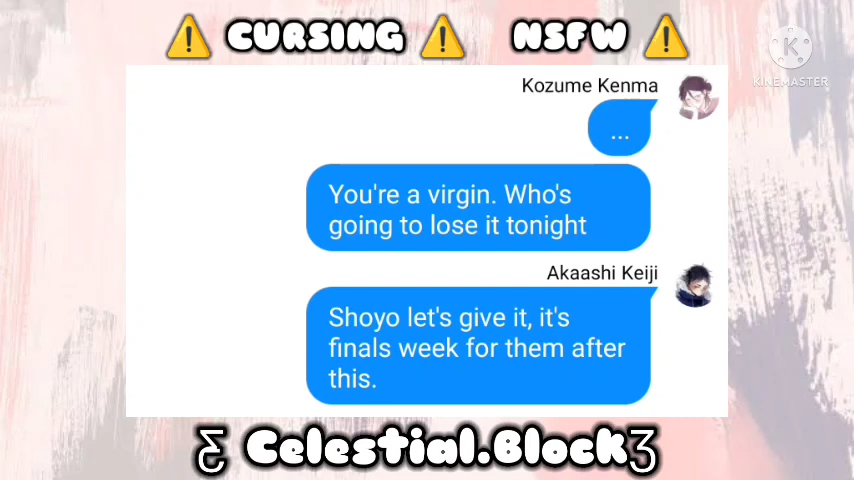 ⚠️ CURSING ⚠️ NSFW ⚠️
K
KINEMASTER
Kozume Kenma
...
You're a virgin. Who's
going to lose it tonight
Akaashi Keiji
Shoyo let's give it, it's
finals week for them after
this.
Ƹ Celestial.Block Ʒ